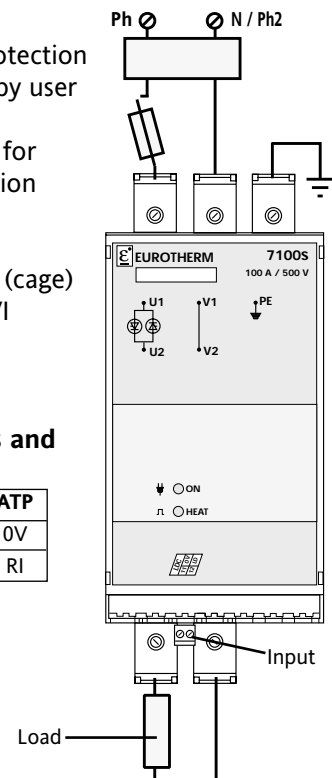 Ph N / Ph2
otection
by user
for
ion
(cage)
/I
s and
ATP
0V
RI
EUROTHERM 7100S
100 A / 500 V
U1 V1 PE
U2 V2
ON
HEAT
LDC
Input
Load